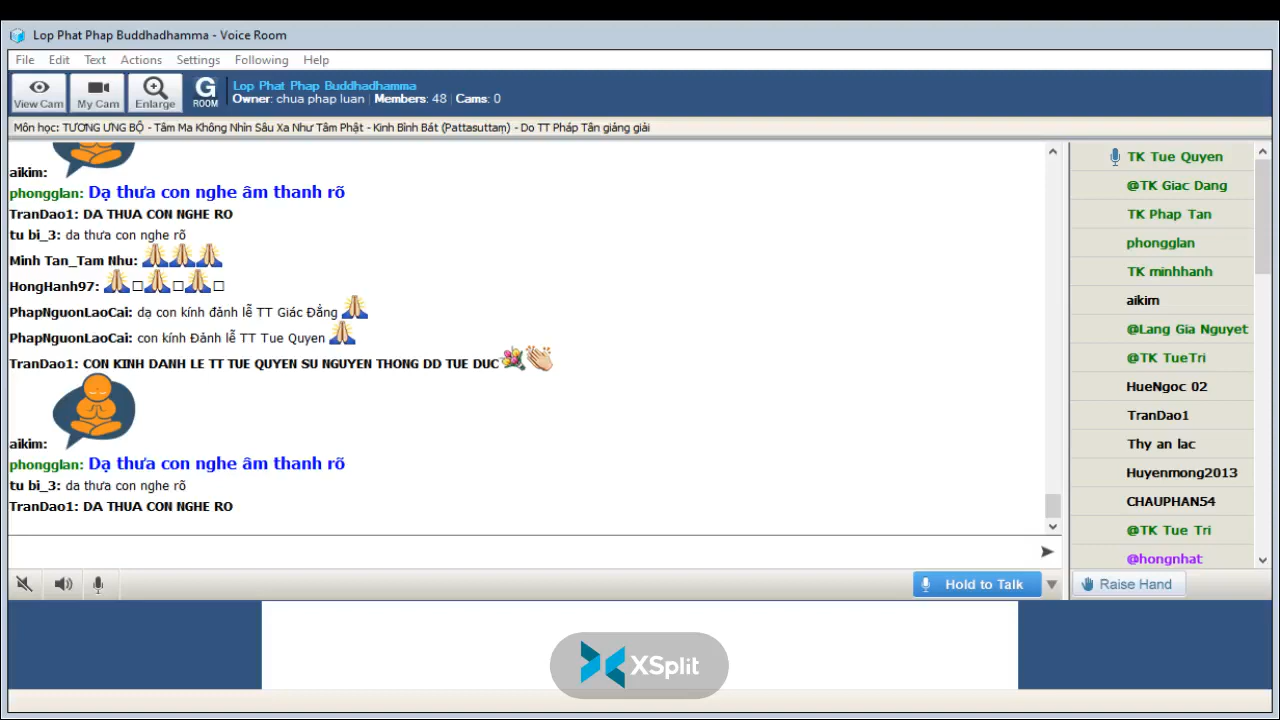 Lop Phat Phap Buddhadhamma - Voice Room
File Edit Text Actions Settings Following Help
View Cam My Cam Enlarge G ROOM
Lop Phat Phap Buddhadhamma
Owner: chua phap luan | Members: 48 | Cams: 0
Môn học: TƯƠNG ƯNG BỘ - Tâm Ma Không Nhìn Sâu Xa Như Tâm Phật - Kinh Bình Bát (Pattasuttaṃ) - Do TT Pháp Tân giảng giải
aikim:
phongglan: Dạ thưa con nghe âm thanh rõ
TranDao1: DA THUA CON NGHE RO
tu bi_3: da thưa con nghe rõ
Minh Tan_Tam Nhu:
HongHanh97:
PhapNguonLaoCai: dạ con kính đảnh lễ TT Giác Đẳng
PhapNguonLaoCai: con kính Đảnh lễ TT Tue Quyen
TranDao1: CON KINH DANH LE TT TUE QUYEN SU NGUYEN THONG DD TUE DUC
aikim:
phongglan: Dạ thưa con nghe âm thanh rõ
tu bi_3: da thưa con nghe rõ
TranDao1: DA THUA CON NGHE RO
TK Tue Quyen
@TK Giac Dang
TK Phap Tan
phongglan
TK minhhanh
aikim
@Lang Gia Nguyet
@TK TueTri
HueNgoc 02
TranDao1
Thy an lac
Huyenmong2013
CHAUPHAN54
@TK Tue Tri
@hongnhat
Hold to Talk
Raise Hand
XSplit